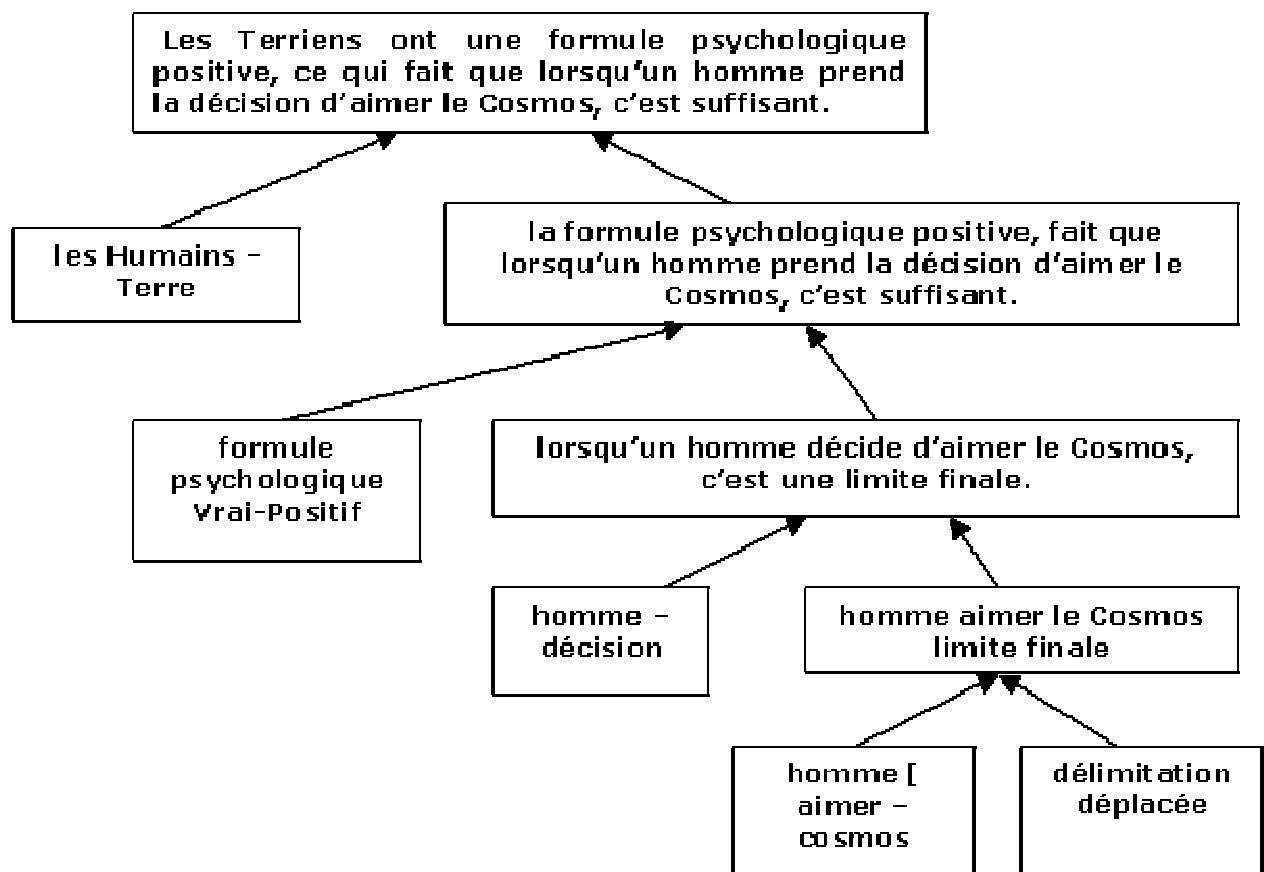 Les Terriens ont une formule psychologique
positive, ce qui fait que lorsqu'un homme prend
la décision d'aimer le Cosmos, c'est suffisant.
les Humains –
Terre
la formule psychologique positive, fait que
lorsqu'un homme prend la décision d'aimer le
Cosmos, c'est suffisant.
formule
psychologique
Vrai-Positif
lorsqu'un homme décide d'aimer le Cosmos,
c'est une limite finale.
homme –
décision
homme aimer le Cosmos
limite finale
homme [
aimer –
cosmos
délimitation
déplacée